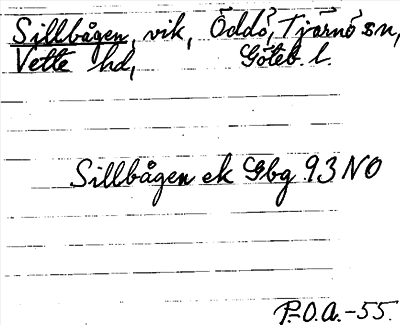 Sillbågen, vik, Öddö, Tjärnö sn,
Vette hd, Göteb. l.
Sillbågen ek Gbg 93 NO
P.O.A.-55.